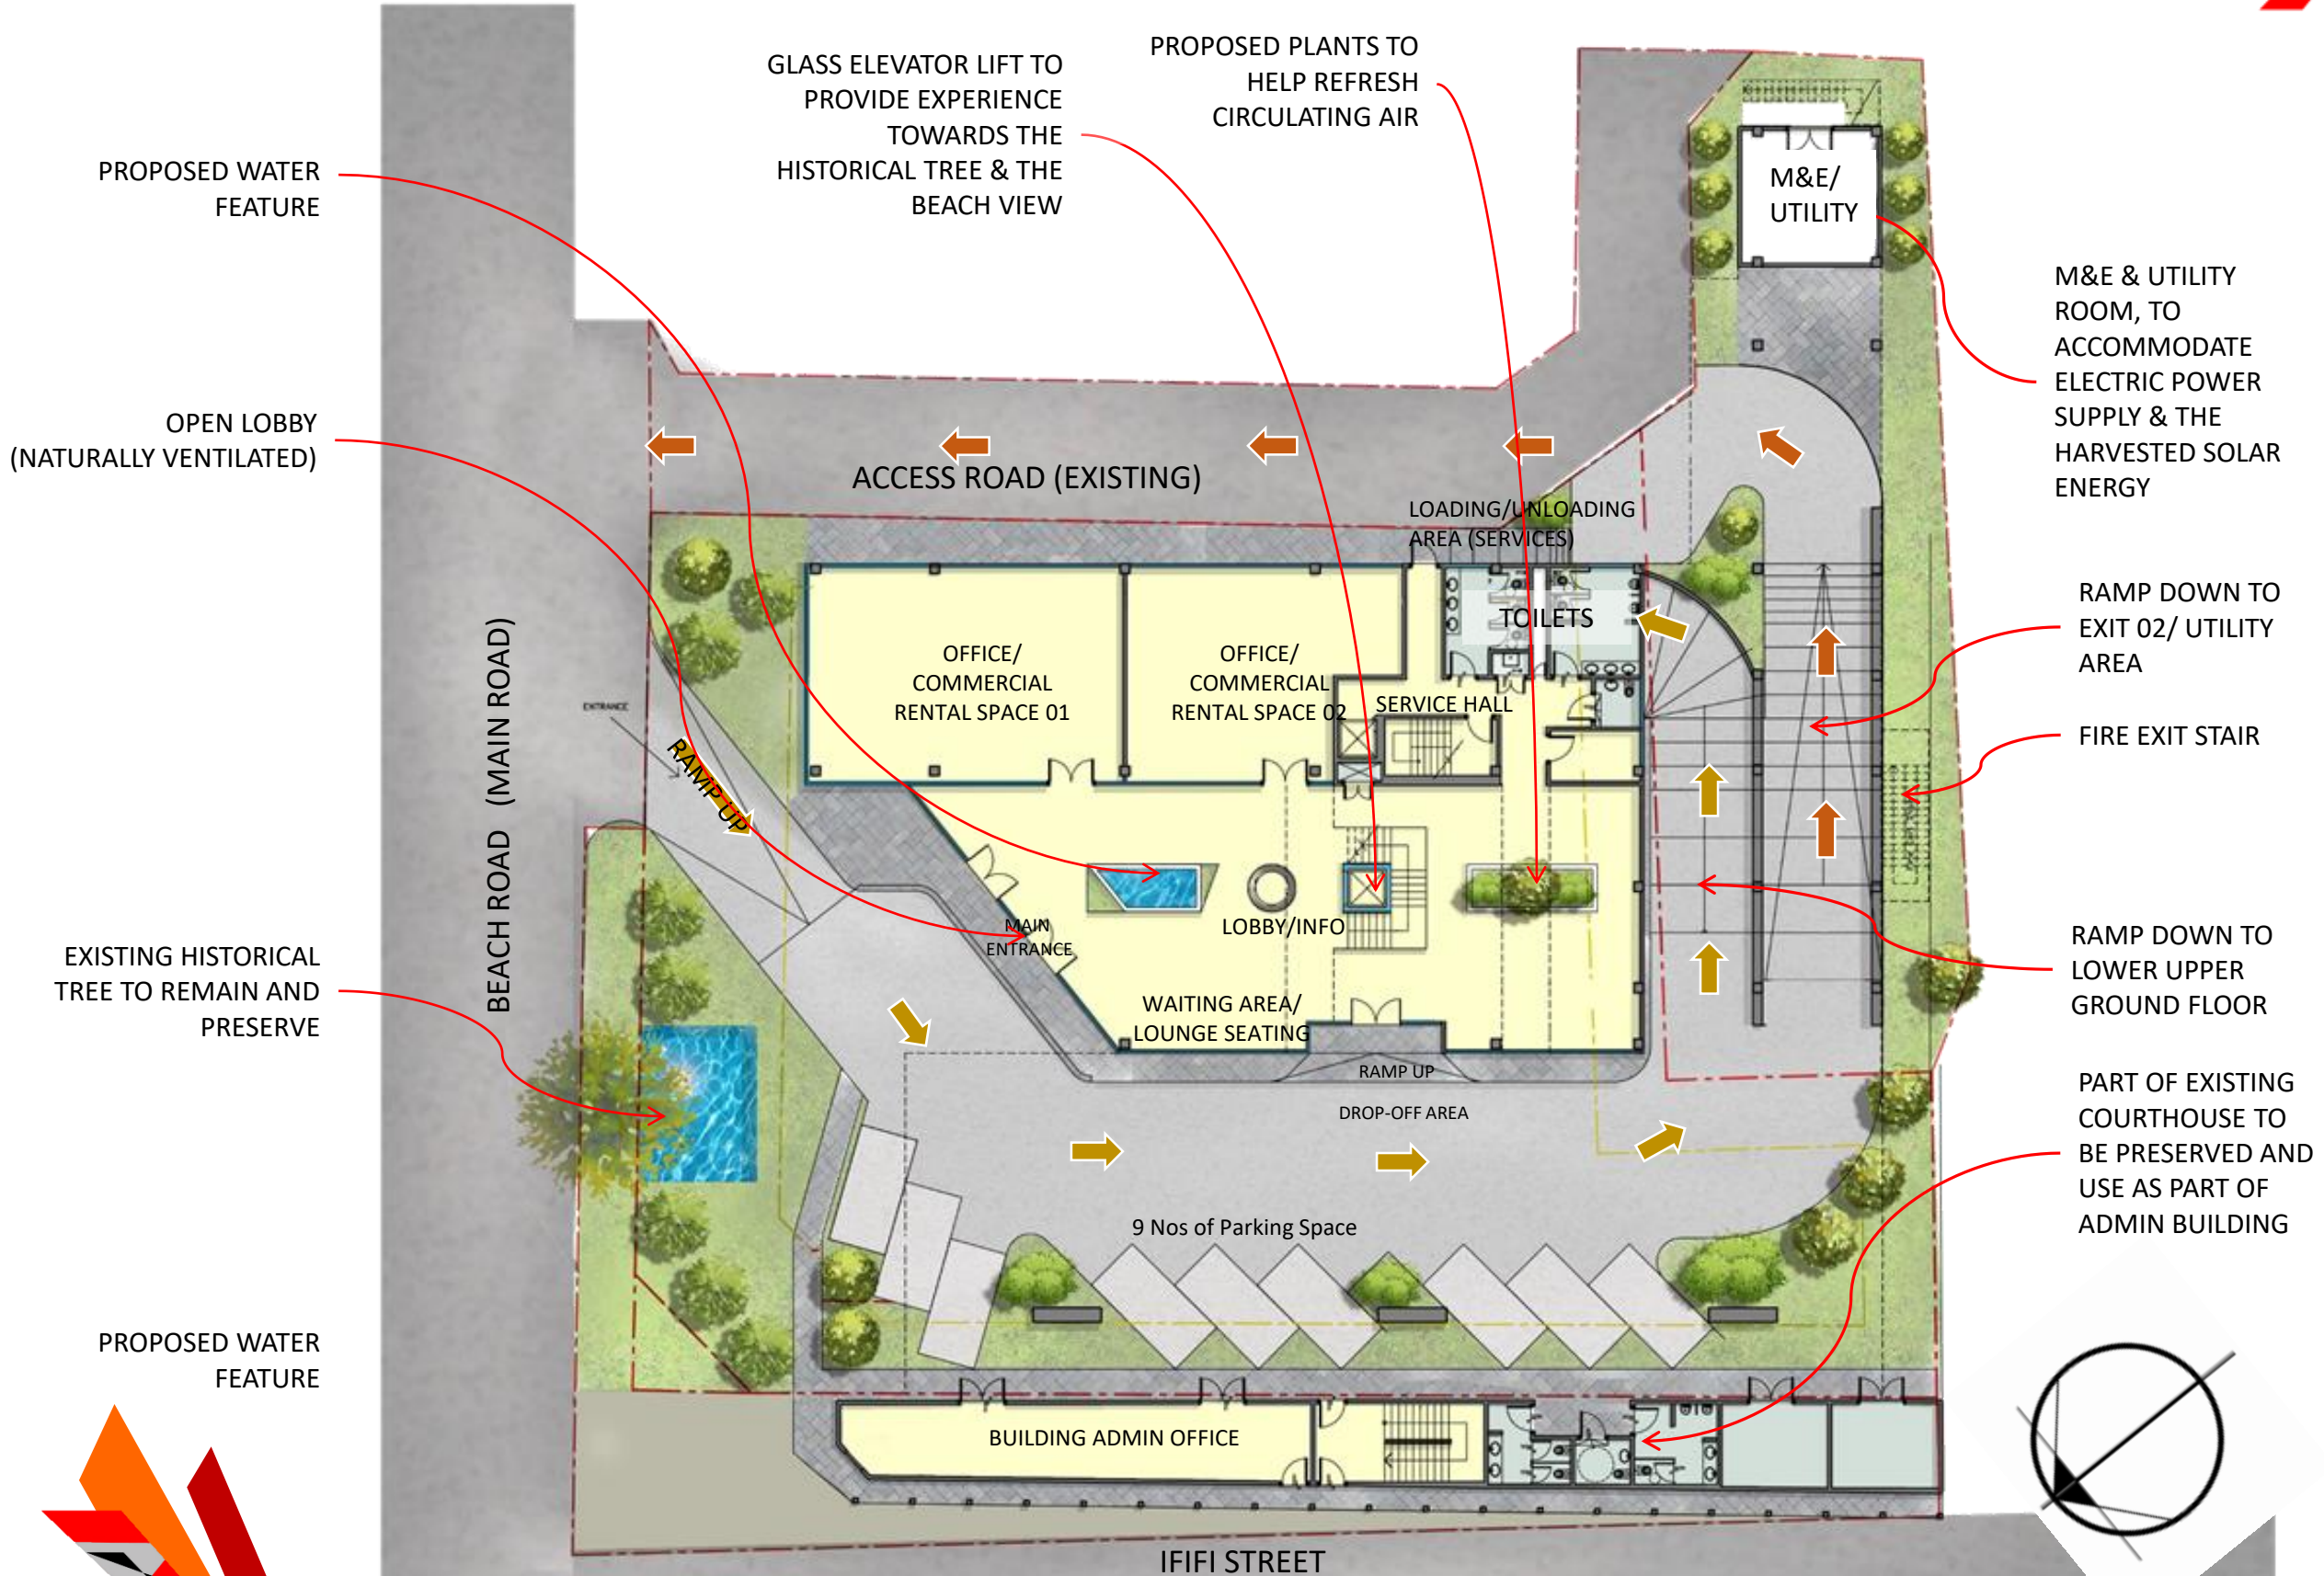 GLASS ELEVATOR LIFT TO
PROVIDE EXPERIENCE
TOWARDS THE
HISTORICAL TREE & THE
BEACH VIEW
PROPOSED PLANTS TO
HELP REFRESH
CIRCULATING AIR
PROPOSED WATER
FEATURE
M&E/
UTILITY
M&E & UTILITY
ROOM, TO
ACCOMMODATE
ELECTRIC POWER
SUPPLY & THE
HARVESTED SOLAR
ENERGY
OPEN LOBBY
(NATURALLY VENTILATED)
ACCESS ROAD (EXISTING)
LOADING/UNLOADING
AREA (SERVICES)
RAMP DOWN TO
EXIT 02/ UTILITY
AREA
TOILETS
OFFICE/
COMMERCIAL
RENTAL SPACE 01
OFFICE/
COMMERCIAL
RENTAL SPACE 02
SERVICE HALL
ENTRANCE
RAMP UP
BEACH ROAD (MAIN ROAD)
FIRE EXIT STAIR
MAIN
ENTRANCE
LOBBY/INFO
EXISTING HISTORICAL
TREE TO REMAIN AND
PRESERVE
RAMP DOWN TO
LOWER UPPER
GROUND FLOOR
WAITING AREA/
LOUNGE SEATING
RAMP UP
DROP-OFF AREA
PART OF EXISTING
COURTHOUSE TO
BE PRESERVED AND
USE AS PART OF
ADMIN BUILDING
9 Nos of Parking Space
PROPOSED WATER
FEATURE
BUILDING ADMIN OFFICE
IFIFI STREET